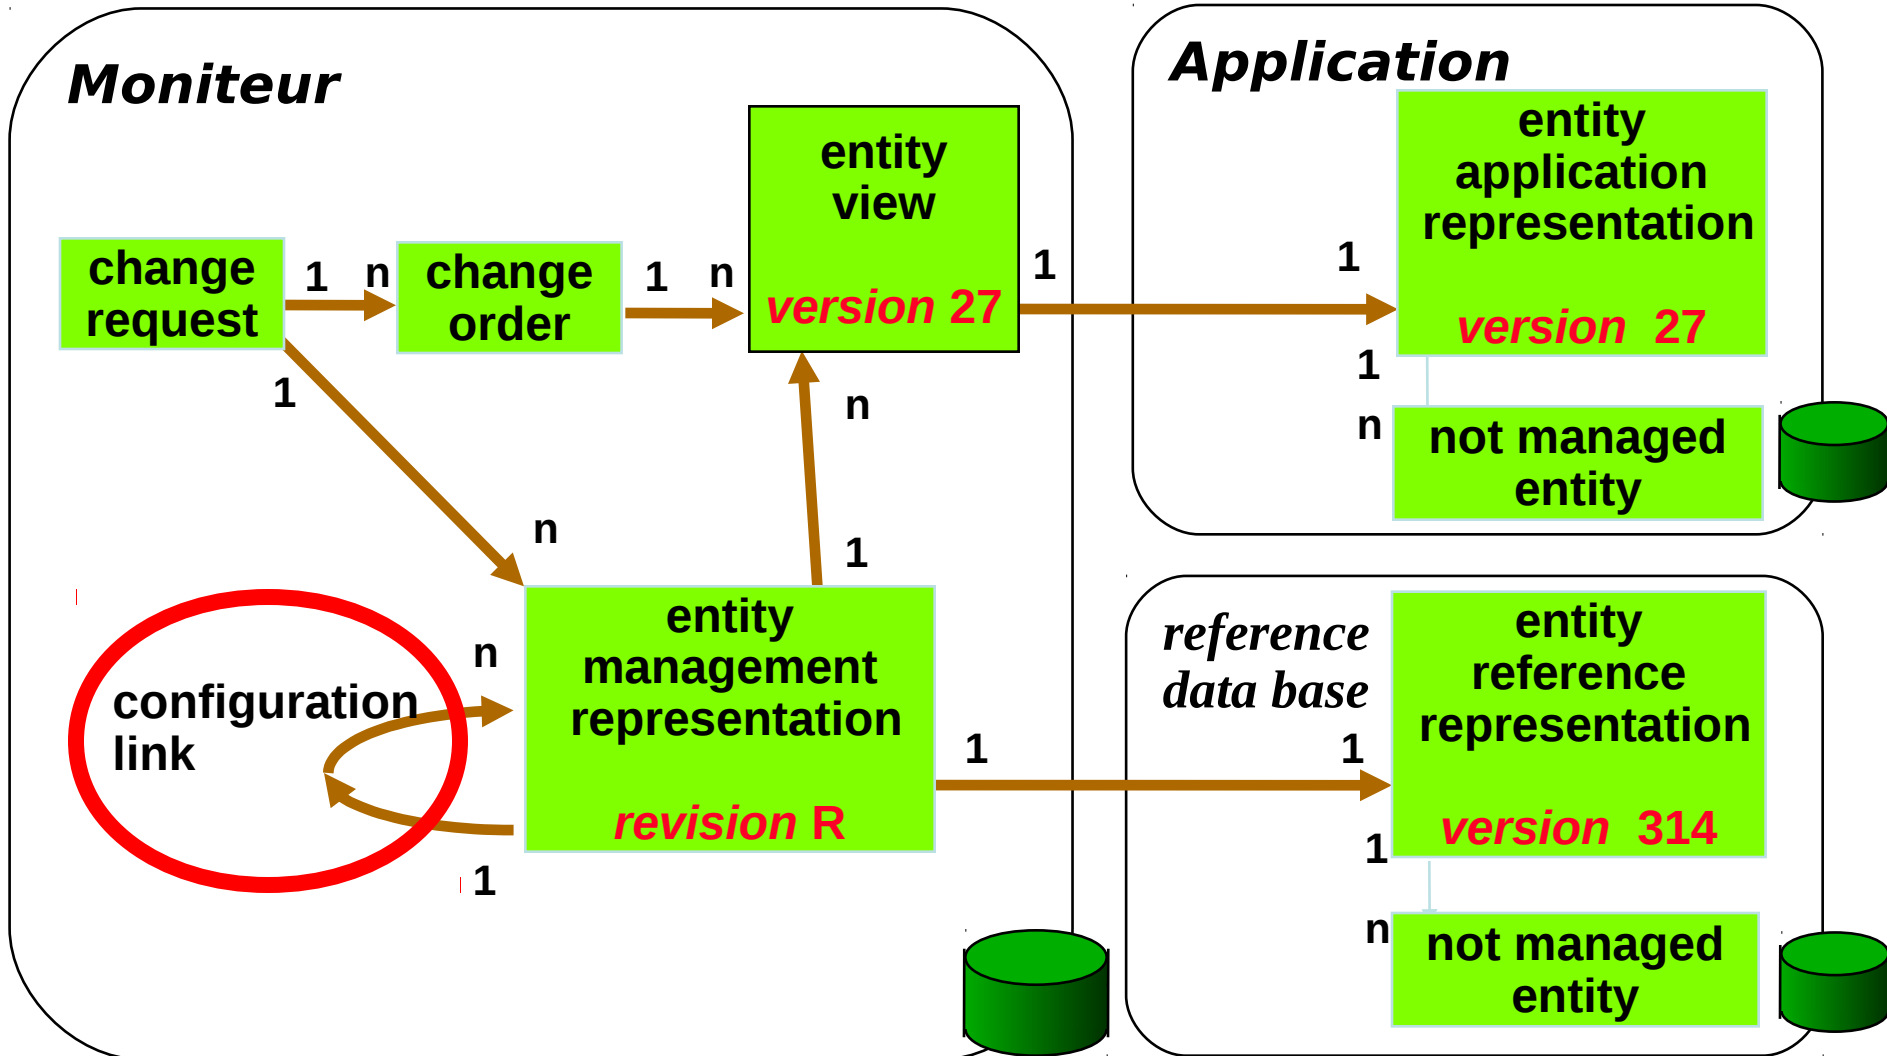 Moniteur
entity
view
version 27
change
request
1
n
change
order
1
n
1
1
n
n
1
configuration
link
n
1
entity
management
representation
revision R
1
Application
entity
application
representation
version 27
1
1
n
not managed
entity
reference
data base
entity
reference
representation
version 314
1
1
n
not managed
entity